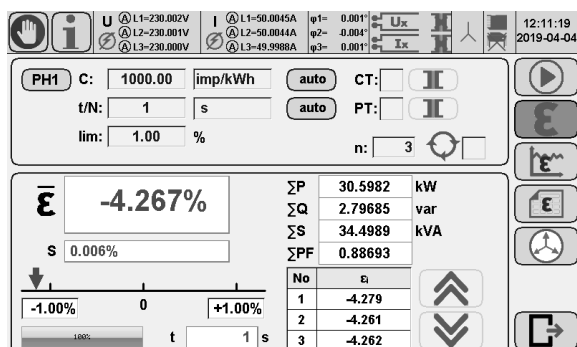 U Ⓐ L1=230.002V I Ⓐ L1=50.0045A φ1= 0.001° Ux 12:11:19
Ⓐ L2=230.001V Ⓐ L2=50.0044A φ2= -0.004° 2019-04-04
Ⓐ L3=230.000V Ⓐ L3=49.9988A φ3= 0.001° Ix
PH1 C: 1000.00 imp/kWh auto CT:
t/N: 1 s auto PT:
lim: 1.00 % n: 3
ε -4.267%
S 0.006%
-1.00% 0 +1.00%
100% t 1 s
∑P 30.5982 kW
∑Q 2.79685 var
∑S 34.4989 kVA
∑PF 0.88693
No εi
1 -4.279
2 -4.261
3 -4.262
ε
ε
ε